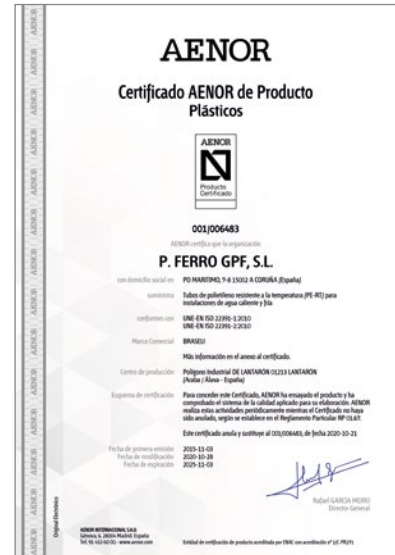 AENOR
Certificado AENOR de Producto
Plásticos
AENOR
Producto
Certificado
001/006483
AENOR certifica que la organización
P. FERRO GPF, S.L.
con domicilio social en PO MARITIMO, 7-8 15002 A CORUÑA (España)
suministra Tubos de polietileno resistente a la temperatura (PE-RT) para
instalaciones de agua caliente y fría
conformes con UNE-EN ISO 22391-1:2010
UNE-EN ISO 22391-2:2010
Marca Comercial BRASELI
Más información en el anexo al certificado.
Centro de producción Polígono Industrial DE LANTARÓN 01213 LANTARÓN
(Araba / Álava - España)
Esquema de certificación Para conceder este Certificado, AENOR ha ensayado el producto y ha
comprobado el sistema de la calidad aplicado para su elaboración. AENOR
realiza estas actividades periódicamente mientras el Certificado no haya
sido anulado, según se establece en el Reglamento Particular RP 01.67.
Este certificado anula y sustituye al 001/006483, de fecha 2020-10-21
Fecha de primera emisión 2015-11-03
Fecha de modificación 2020-10-28
Fecha de expiración 2025-11-03
Rafael GARCÍA MEIRO
Director General
Original Electrónico
AENOR INTERNACIONAL S.A.U.
Génova, 6. 28004 Madrid. España
Tel. 91 432 60 00.- www.aenor.com
Entidad de certificación de producto acreditada por ENAC con acreditación nº